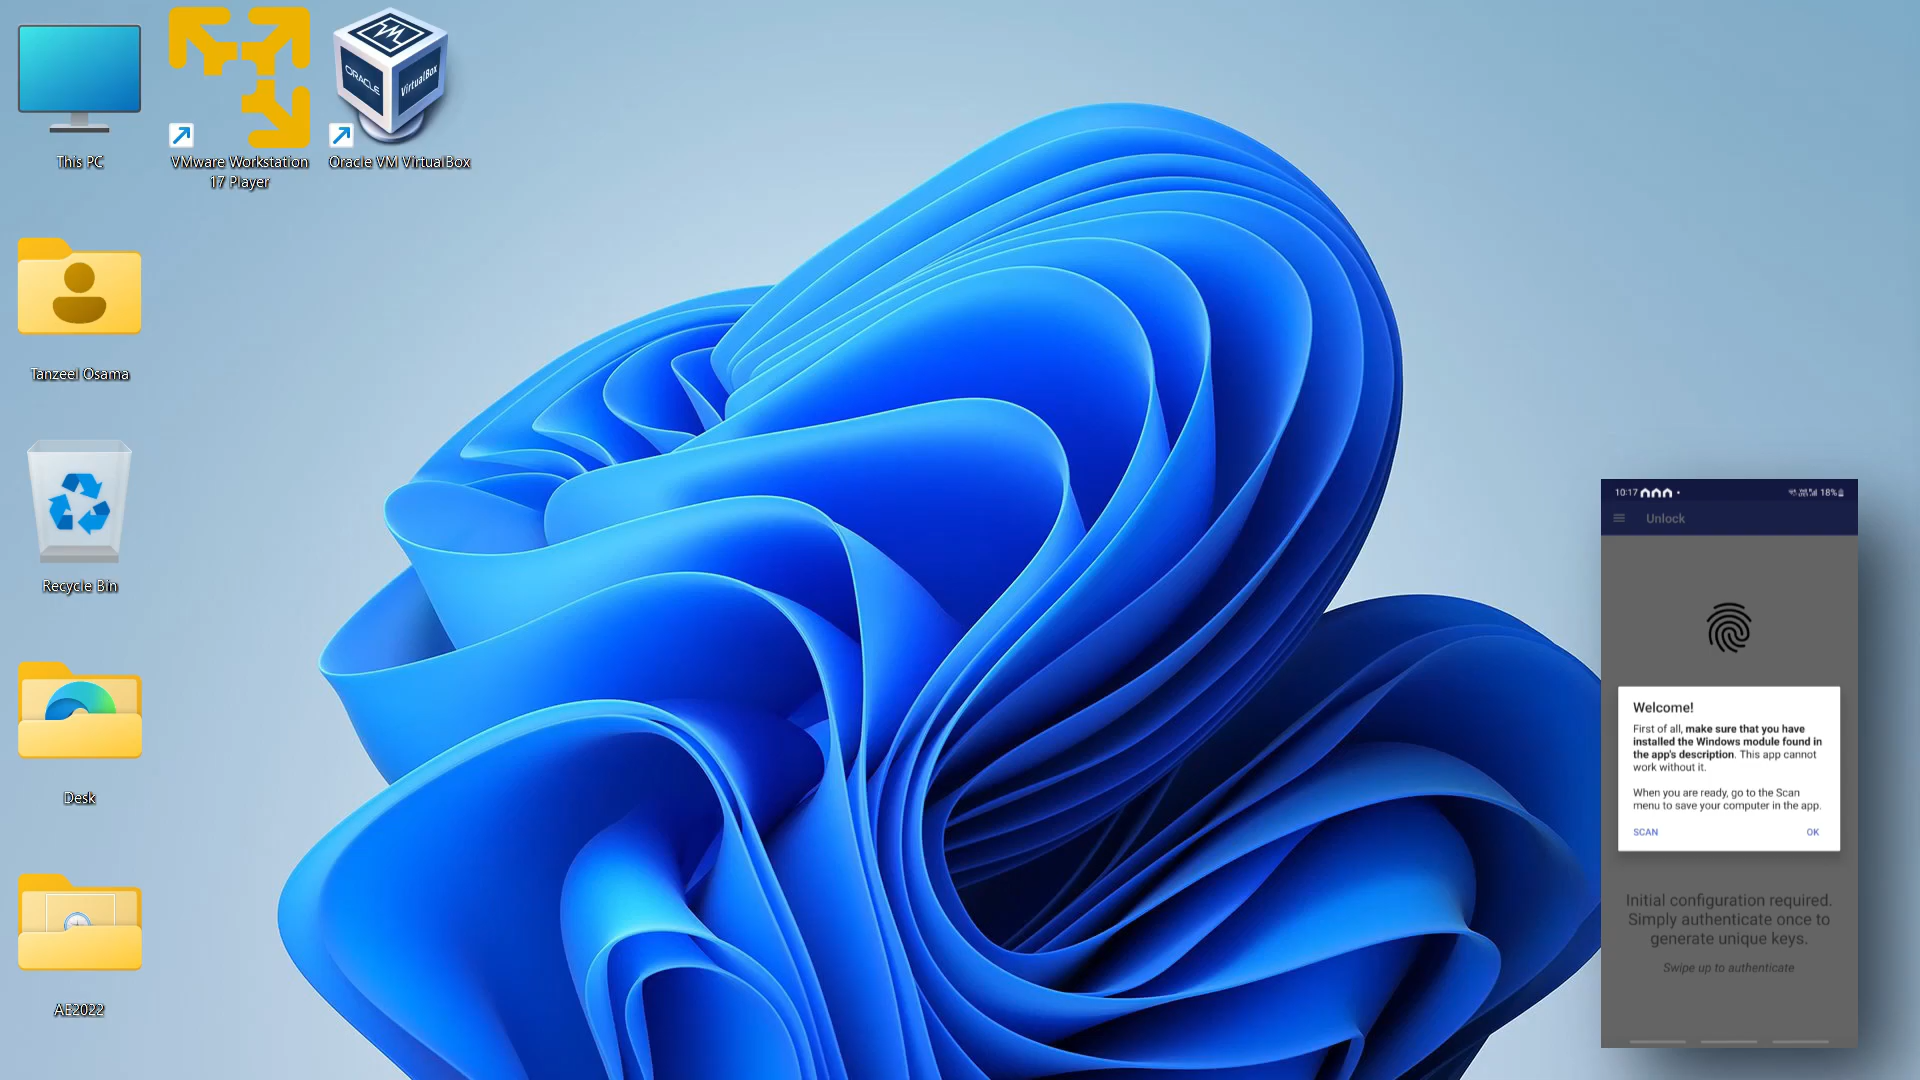 This PC
VMware Workstation
17 Player
ORACLE
VirtualBox
Oracle VM VirtualBox
Tanzeel Osama
Recycle Bin
Desk
AE2022
10:17
18%
Unlock
Welcome!
First of all, make sure that you have
installed the Windows module found in
the app's description. This app cannot
work without it.
When you are ready, go to the Scan
menu to save your computer in the app.
SCAN
OK
Initial configuration required.
Simply authenticate once to
generate unique keys.
Swipe up to authenticate